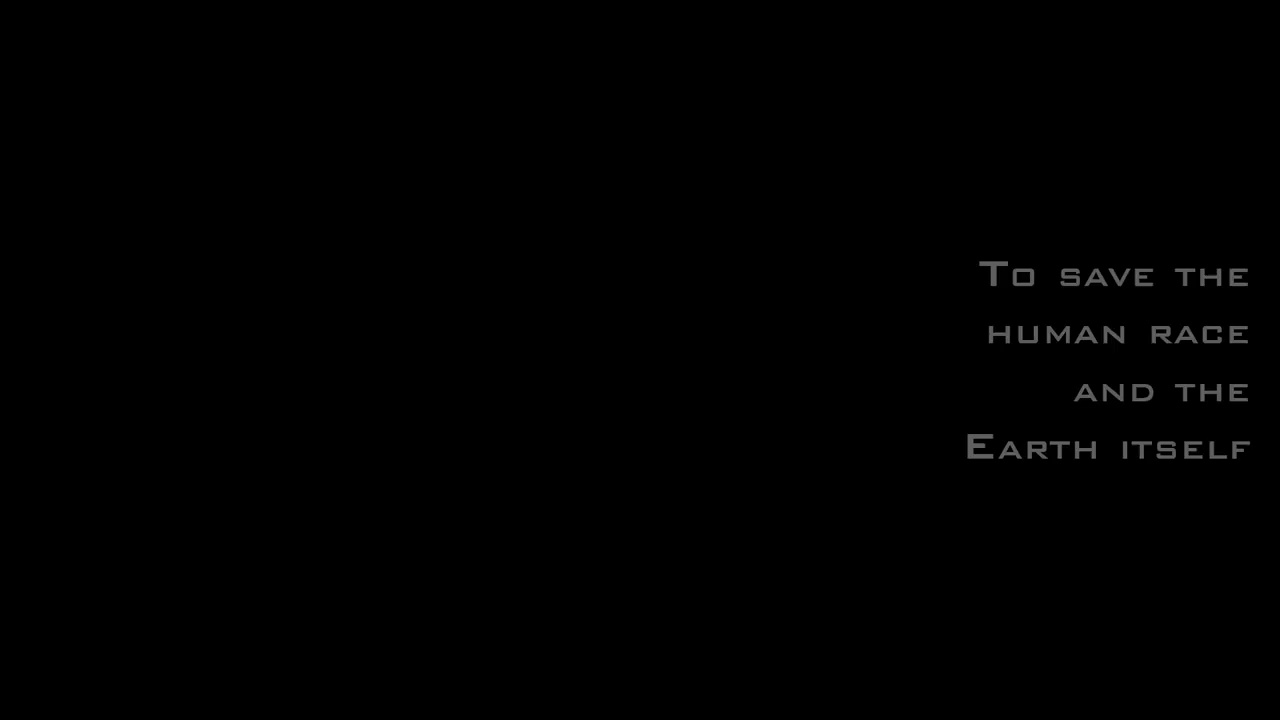 To save the
human race
and the
Earth itself